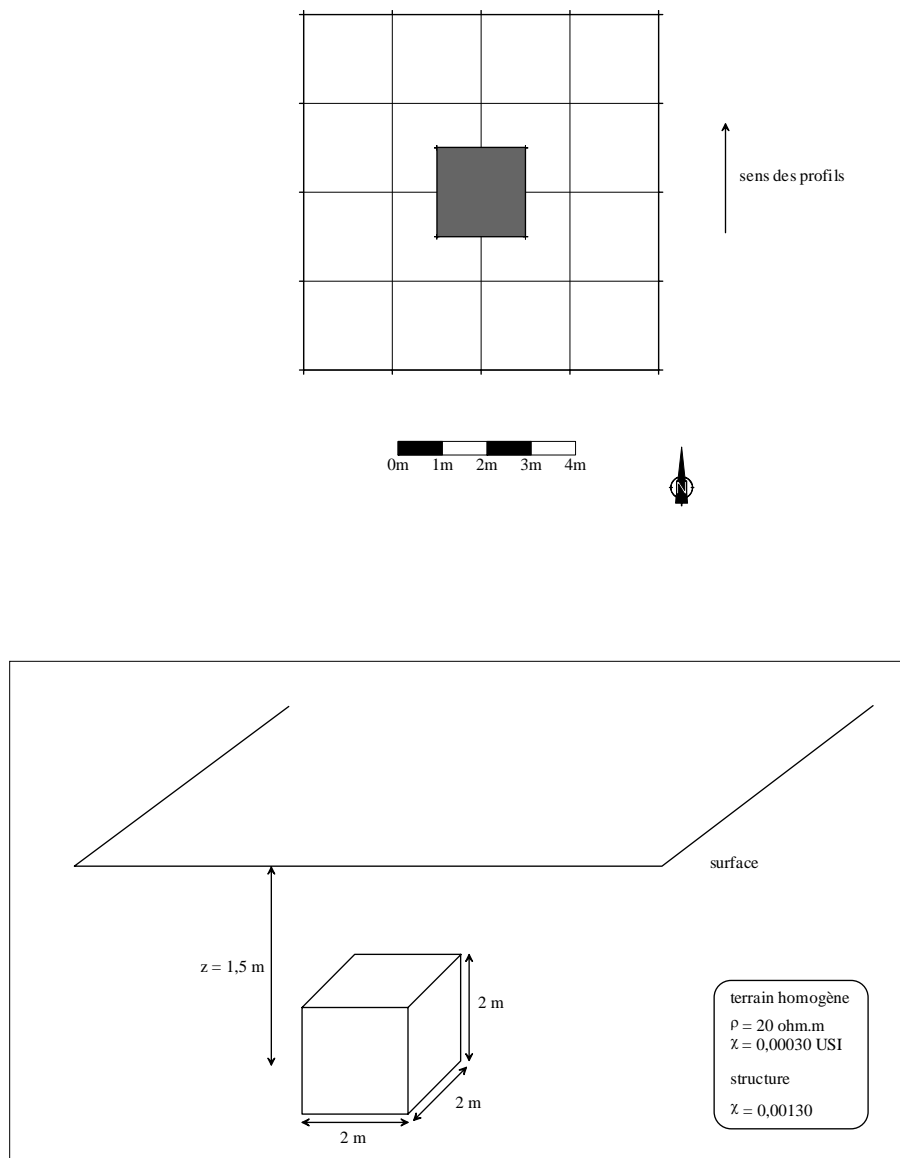 sens des profils
0m 1m 2m 3m 4m
N
surface
z = 1,5 m
2 m
2 m
2 m
terrain homogène
ρ = 20 ohm.m
χ = 0,00030 USI
structure
χ = 0,00130